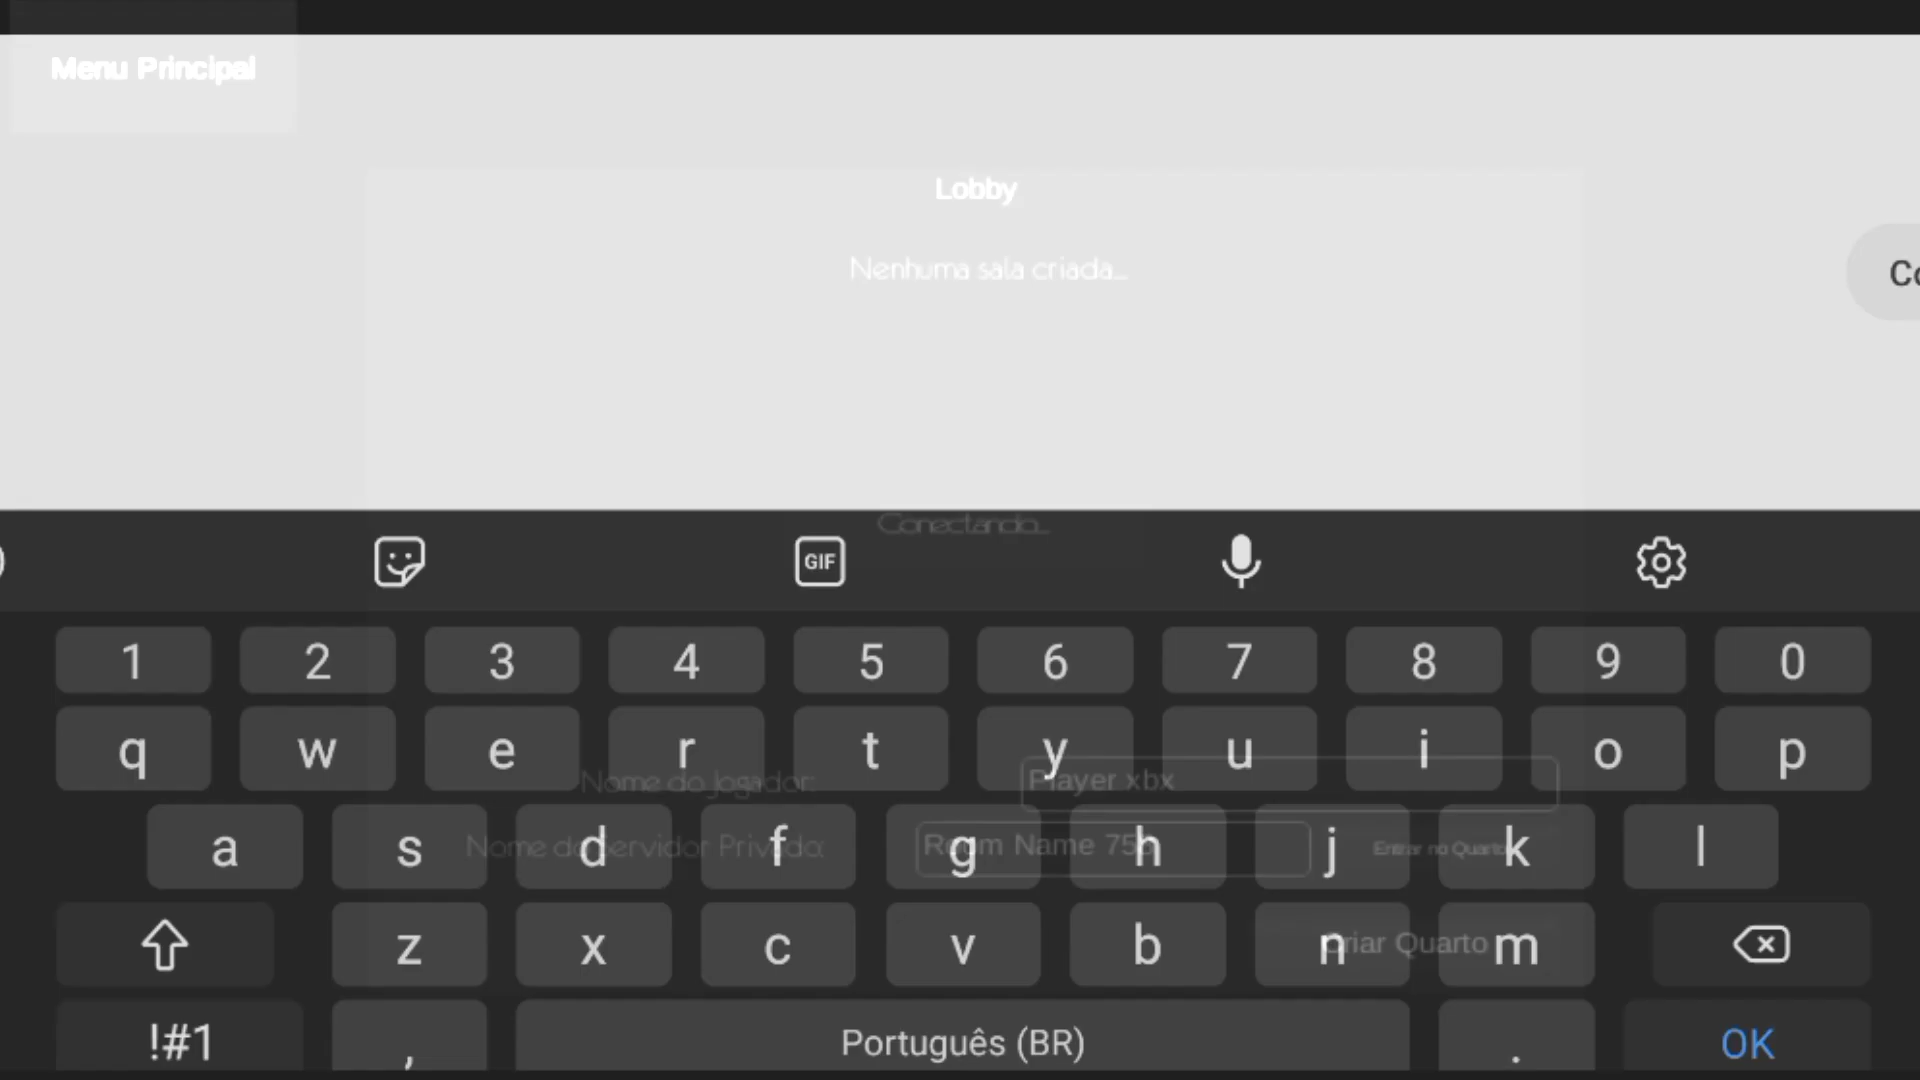 Menu Principal
Lobby
Nenhuma sala criada...
Co
Conectando...
GIF
1 2 3 4 5 6 7 8 9 0
q w e r t y u i o p
Nome do Jogador: Player xbx
a s d f g h j k l
Nome do Servidor Privado: Room Name Entrar no Quarto
z x c v b n m
Criar Quarto
!#1 , Português (BR) . OK